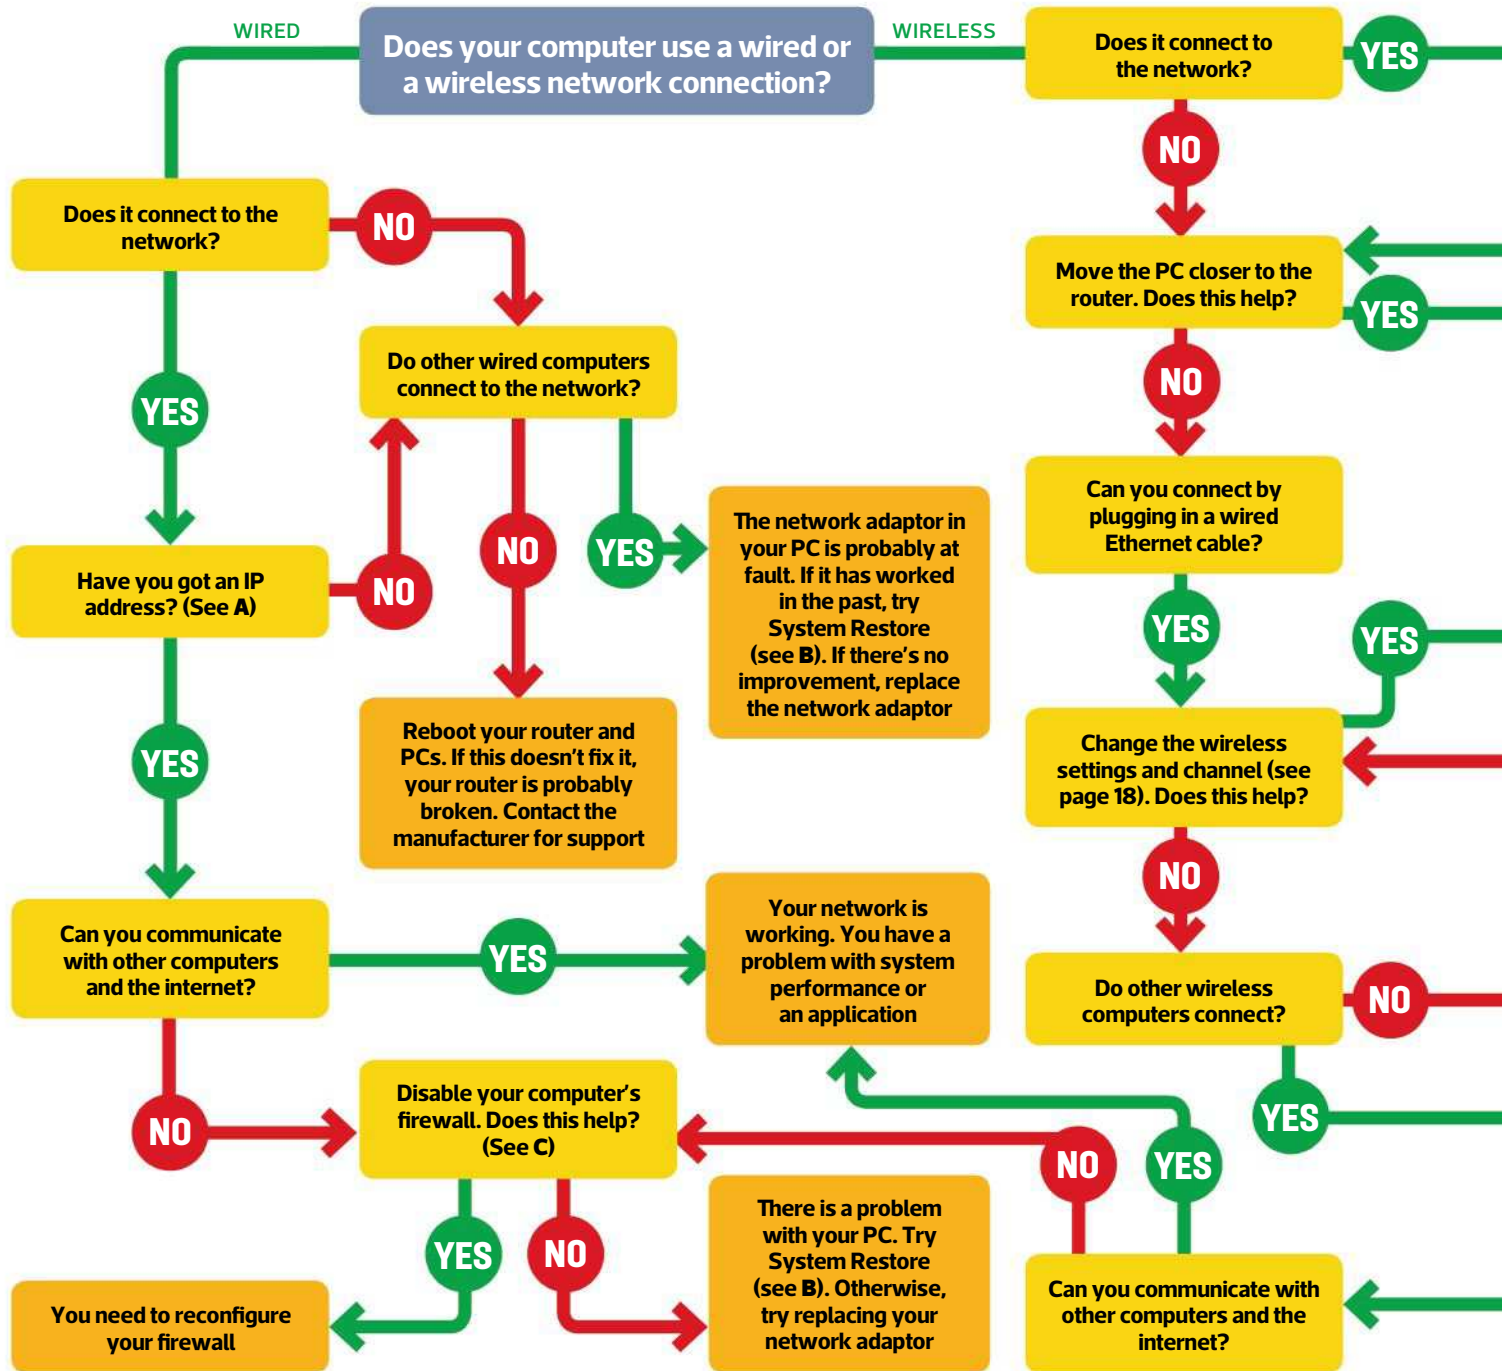 WIRED
Does your computer use a wired or
a wireless network connection?
WIRELESS
Does it connect to
the network?
YES
NO
Does it connect to the
network?
NO
Move the PC closer to the
router. Does this help?
YES
Do other wired computers
connect to the network?
YES
NO
Can you connect by
plugging in a wired
Ethernet cable?
The network adaptor in
your PC is probably at
fault. If it has worked
in the past, try
System Restore
(see B). If there's no
improvement, replace
the network adaptor
NO
YES
Have you got an IP
address? (See A)
NO
YES
YES
Reboot your router and
PCs. If this doesn't fix it,
your router is probably
broken. Contact the
manufacturer for support
Change the wireless
settings and channel (see
page 18). Does this help?
YES
NO
Can you communicate
with other computers
and the internet?
YES
Your network is
working. You have a
problem with system
performance or
an application
Do other wireless
computers connect?
NO
Disable your computer's
firewall. Does this help?
(See C)
NO
YES
NO
YES
YES
NO
There is a problem
with your PC. Try
System Restore
(see B). Otherwise,
try replacing your
network adaptor
You need to reconfigure
your firewall
Can you communicate with
other computers and the
internet?